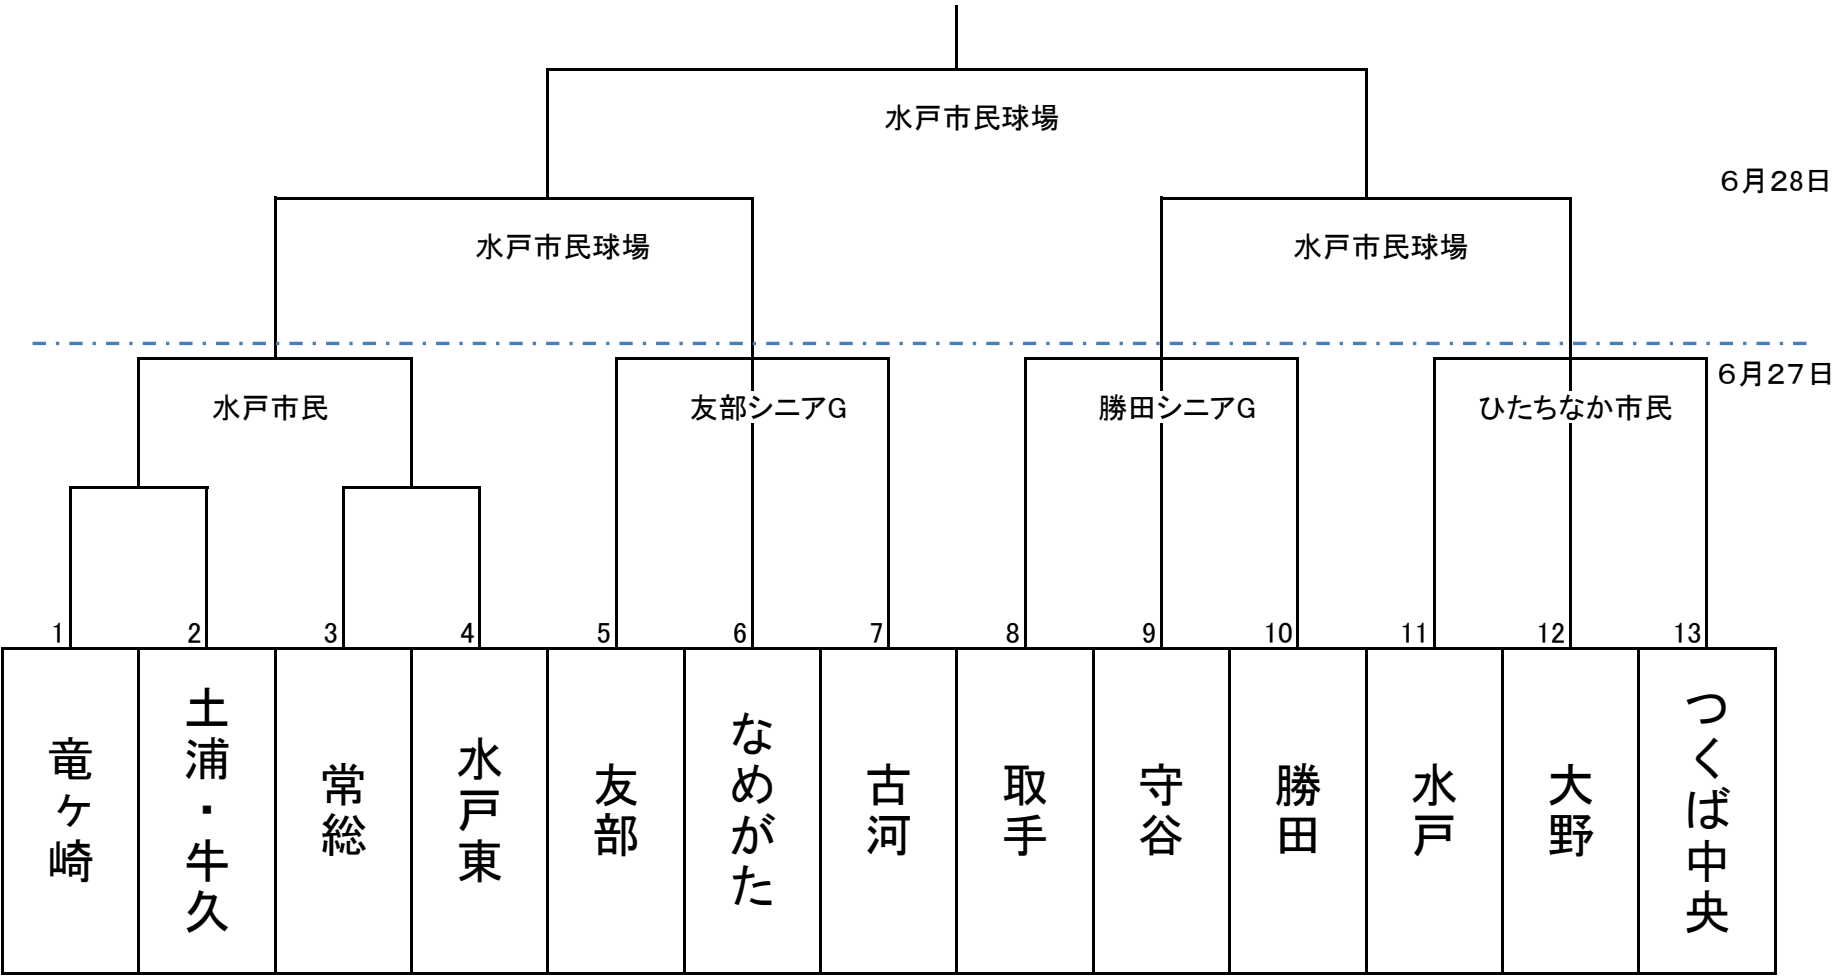 水戸市民球場
6月28日
水戸市民球場
水戸市民球場
6月27日
水戸市民
友部シニアG
勝田シニアG
ひたちなか市民
1
2
3
4
5
6
7
8
9
10
11
12
13
竜ヶ崎
土浦・牛久
常総
水戸東
友部
なめがた
古河
取手
守谷
勝田
水戸
大野
つくば中央